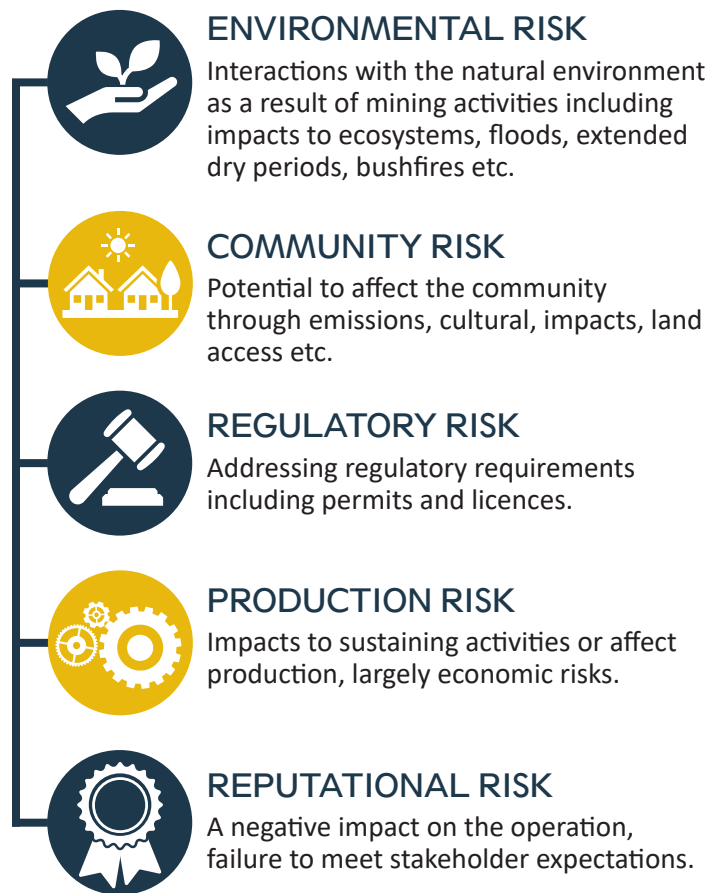 ENVIRONMENTAL RISK
Interactions with the natural environment
as a result of mining activities including
impacts to ecosystems, floods, extended
dry periods, bushfires etc.
COMMUNITY RISK
Potential to affect the community
through emissions, cultural, impacts, land
access etc.
REGULATORY RISK
Addressing regulatory requirements
including permits and licences.
PRODUCTION RISK
Impacts to sustaining activities or affect
production, largely economic risks.
REPUTATIONAL RISK
A negative impact on the operation,
failure to meet stakeholder expectations.